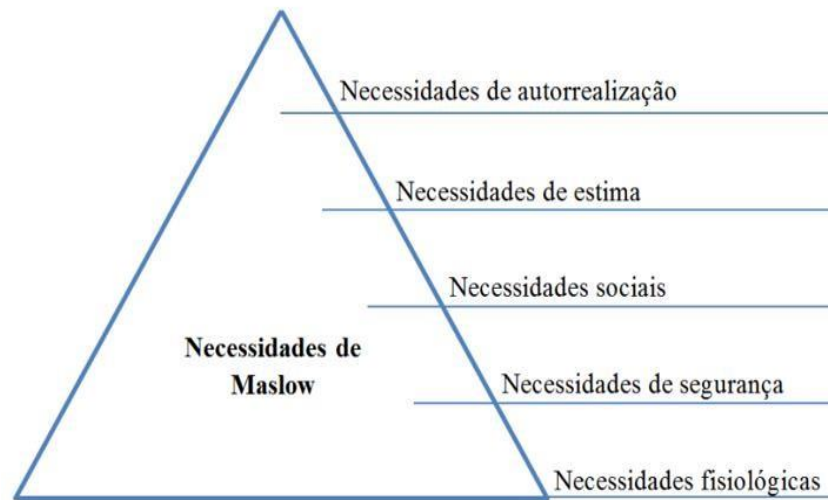 Necessidades de autorrealização
Necessidades de estima
Necessidades sociais
Necessidades de
Maslow
Necessidades de segurança
Necessidades fisiológicas